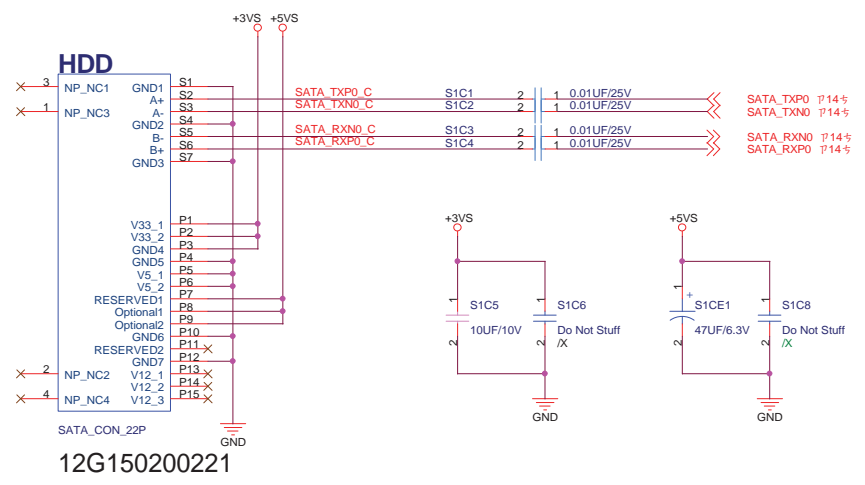 +3VS +5VS
HDD
3 NP_NC1 GND1 S1
A+ S2 SATA_TXP0_C S1C1 2 1 0.01UF/25V SATA_TXP0
1 NP_NC3 A- S3 SATA_TXN0_C S1C2 2 1 0.01UF/25V SATA_TXN0
GND2 S4
B- S5 SATA_RXN0_C S1C3 2 1 0.01UF/25V SATA_RXN0
B+ S6 SATA_RXP0_C S1C4 2 1 0.01UF/25V SATA_RXP0
GND3 S7
V33_1 P1
V33_2 P2
GND4 P3
GND5 P4
V5_1 P5
V5_2 P6
RESERVED1 P7
Optional1 P8
Optional2 P9
GND6 P10
RESERVED2 P11
GND7 P12
2 NP_NC2 V12_1 P13
V12_2 P14
4 NP_NC4 V12_3 P15
SATA_CON_22P
GND
12G150200221
+3VS
1 S1C5 1 S1C6
10UF/10V Do Not Stuff
2 2 /X
GND
+5VS
1 + S1CE1 1 S1C8
47UF/6.3V Do Not Stuff
2 2 /X
GND